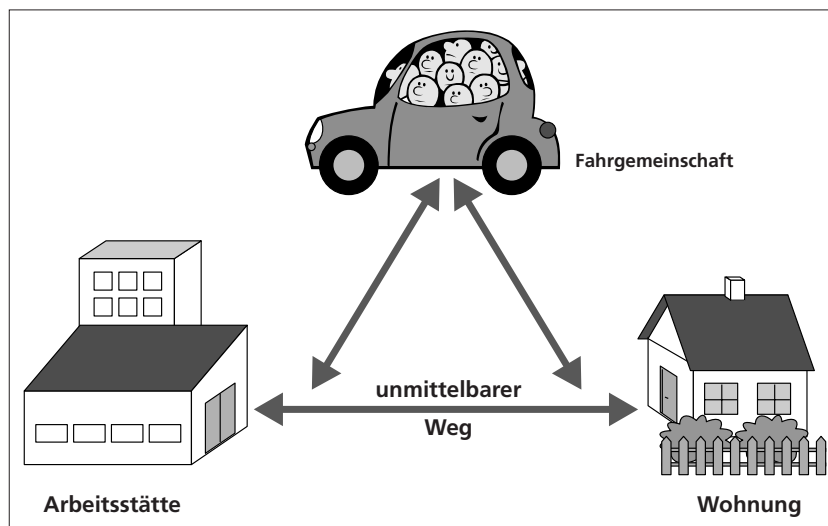 Fahrgemeinschaft
unmittelbarer
Weg
Arbeitsstätte
Wohnung